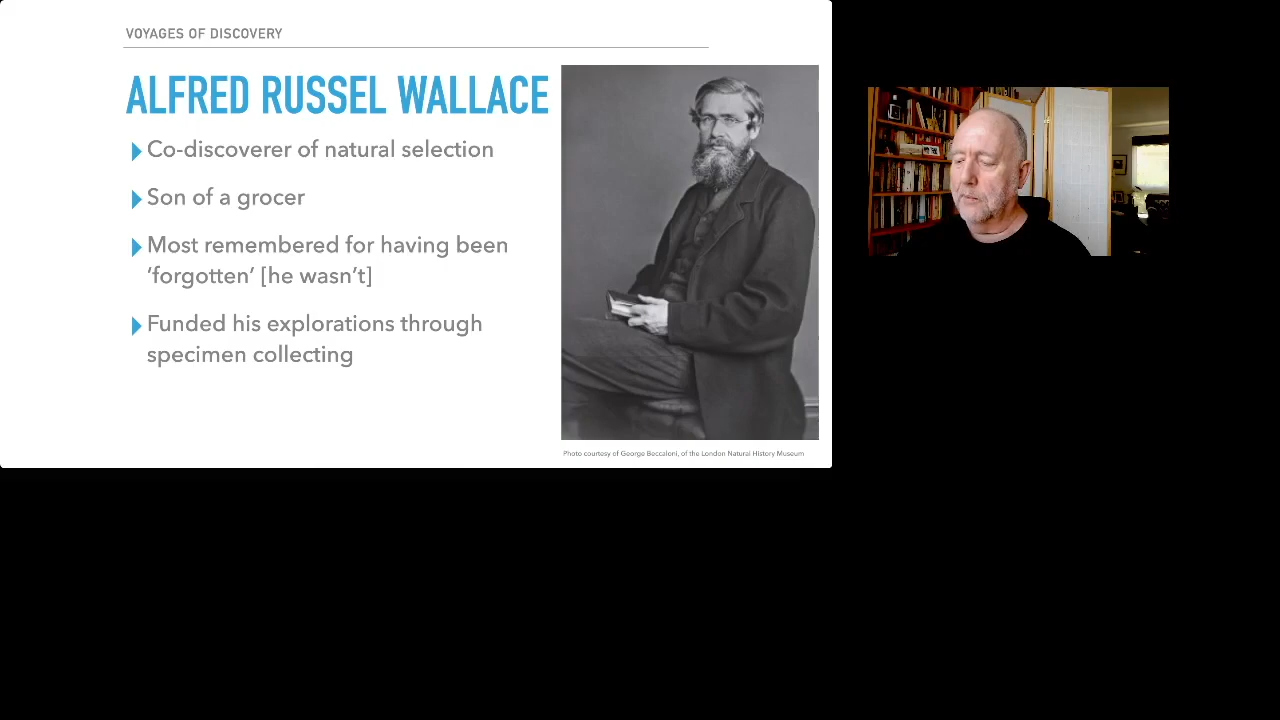 VOYAGES OF DISCOVERY
ALFRED RUSSEL WALLACE
Co-discoverer of natural selection
Son of a grocer
Most remembered for having been
‘forgotten’ [he wasn’t]
Funded his explorations through
specimen collecting
Photo courtesy of George Beccaloni, of the London Natural History Museum